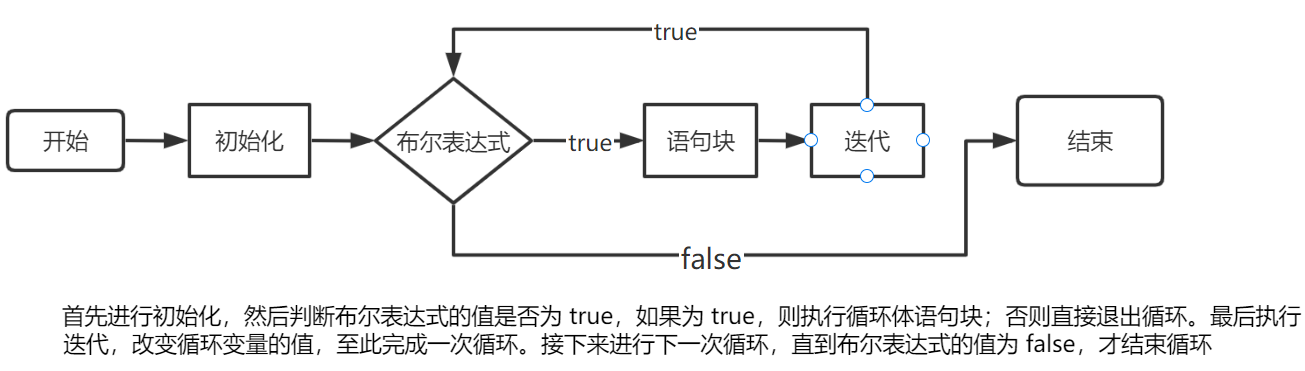 true
开始
初始化
布尔表达式
true
语句块
迭代
结束
false
首先进行初始化，然后判断布尔表达式的值是否为 true，如果为 true，则执行循环体语句块；否则直接退出循环。最后执行
迭代，改变循环变量的值，至此完成一次循环。接下来进行下一次循环，直到布尔表达式的值为 false，才结束循环